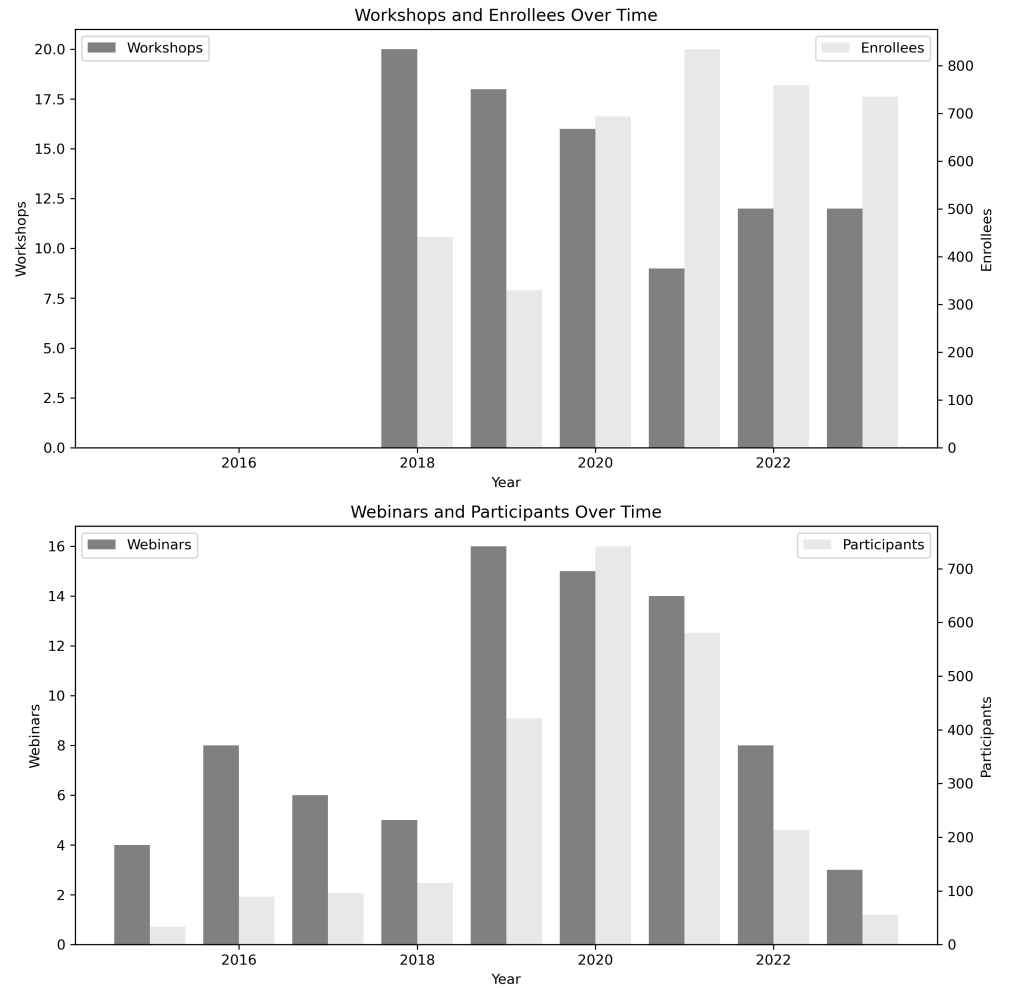 Workshops and Enrollees Over Time
Workshops
Enrollees
20.0
17.5
15.0
12.5
10.0
7.5
5.0
2.5
0.0
Workshops
800
700
600
500
400
300
200
100
0
Enrollees
2016 2018 2020 2022
Year
Webinars and Participants Over Time
Webinars
Participants
16
14
12
10
8
6
4
2
0
Webinars
700
600
500
400
300
200
100
0
Participants
2016 2018 2020 2022
Year